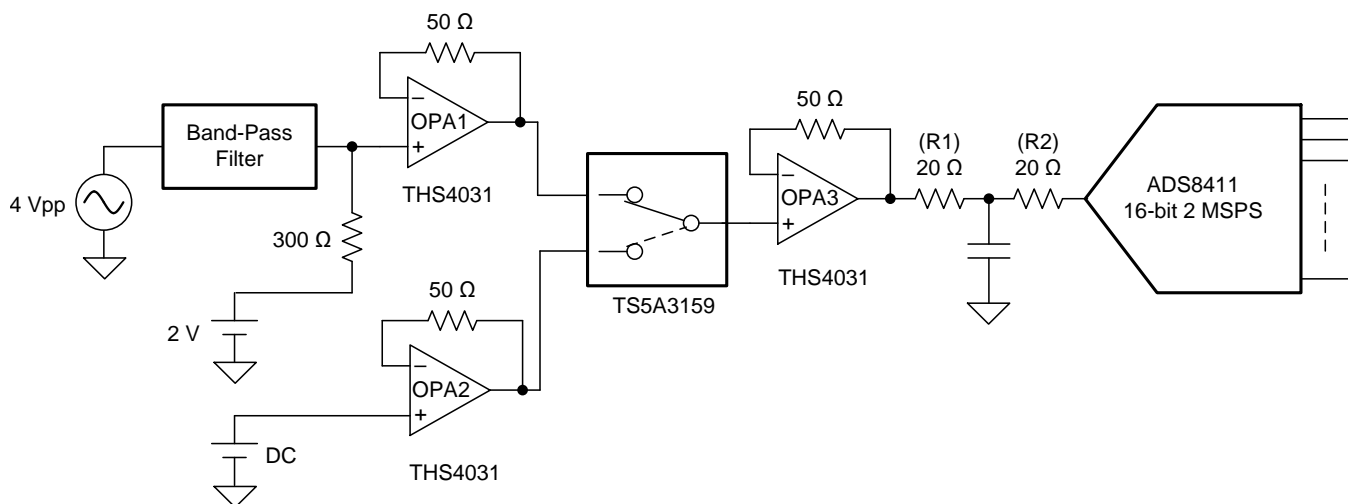 50 Ω
Band-Pass
Filter
OPA1
−
+
THS4031
4 Vpp
300 Ω
2 V
50 Ω
OPA2
−
+
DC
THS4031
TS5A3159
50 Ω
OPA3
−
+
THS4031
(R1)
20 Ω
(R2)
20 Ω
ADS8411
16-bit 2 MSPS